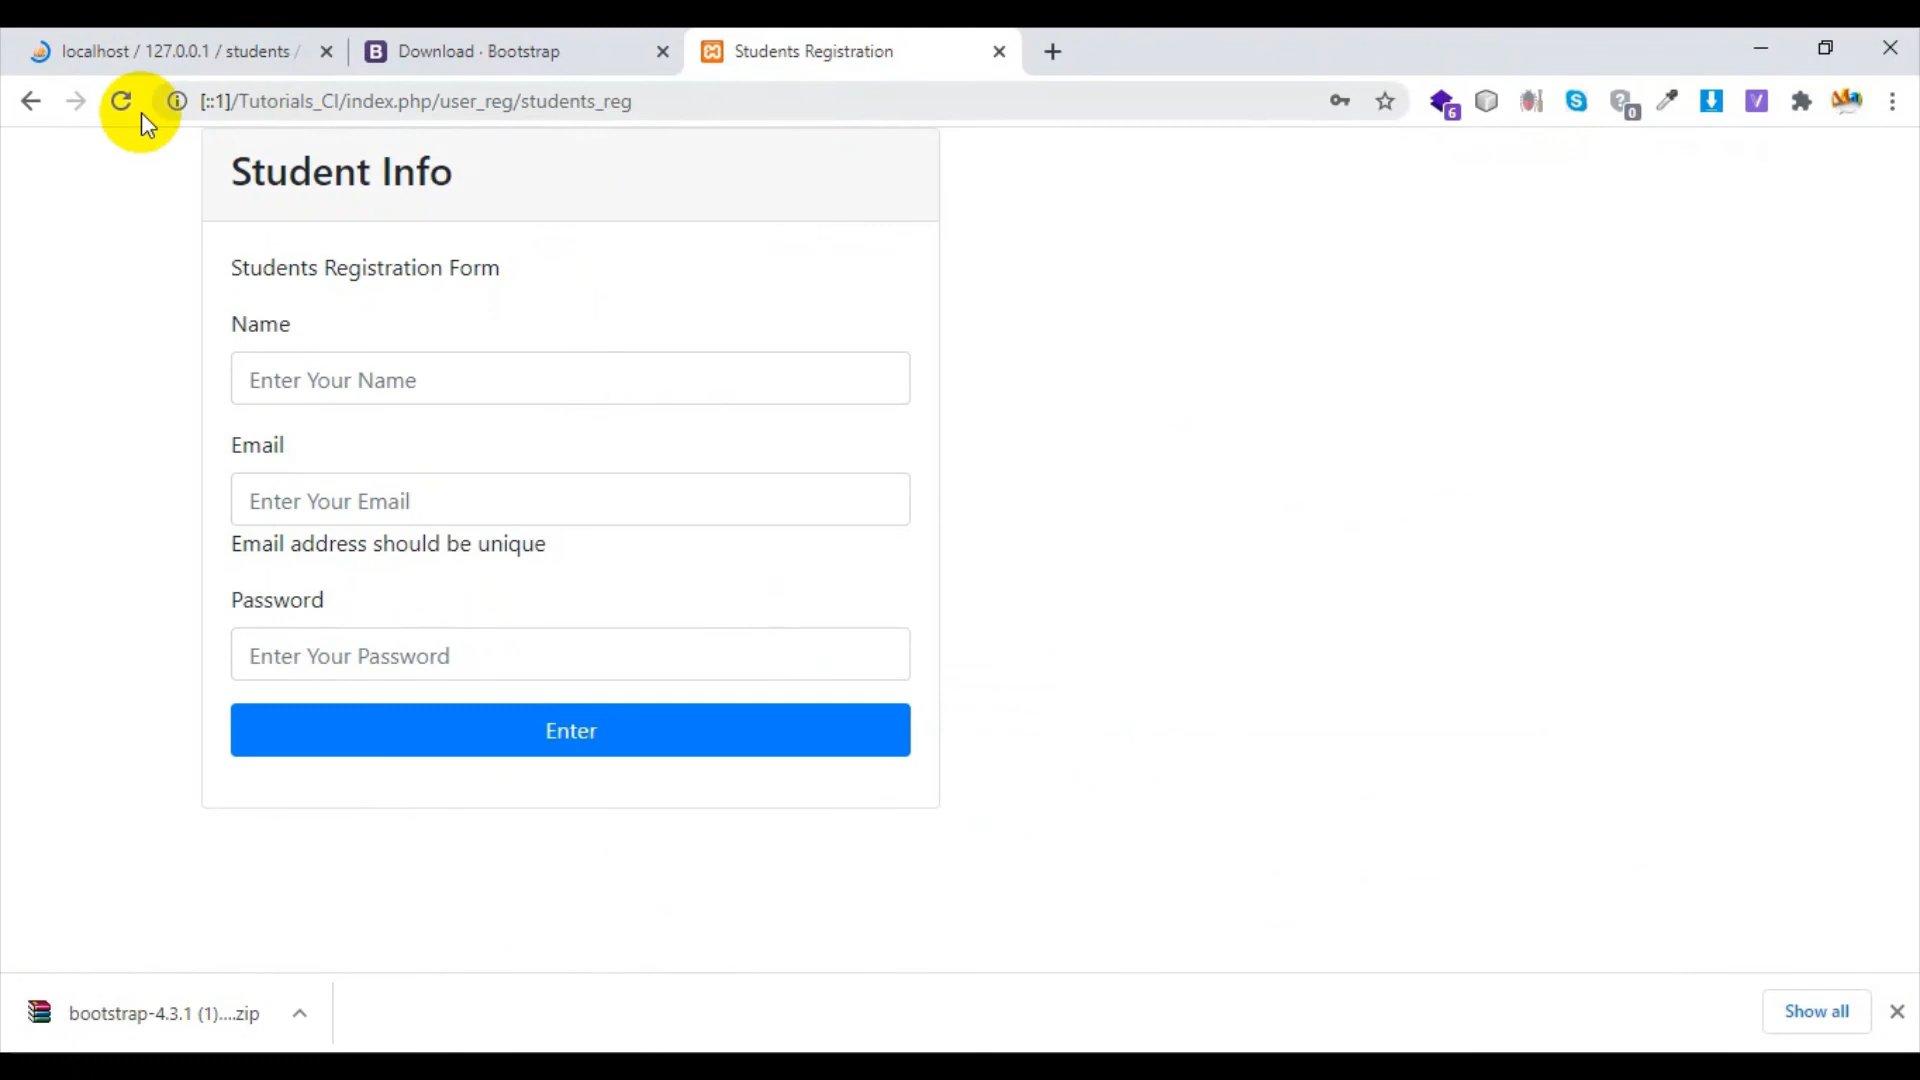 localhost / 127.0.0.1 / students /
Download · Bootstrap
Students Registration
[::1]/Tutorials_CI/index.php/user_reg/students_reg
6
0
V
Student Info
Students Registration Form
Name
Enter Your Name
Email
Enter Your Email
Email address should be unique
Password
Enter Your Password
Enter
bootstrap-4.3.1 (1)....zip
Show all